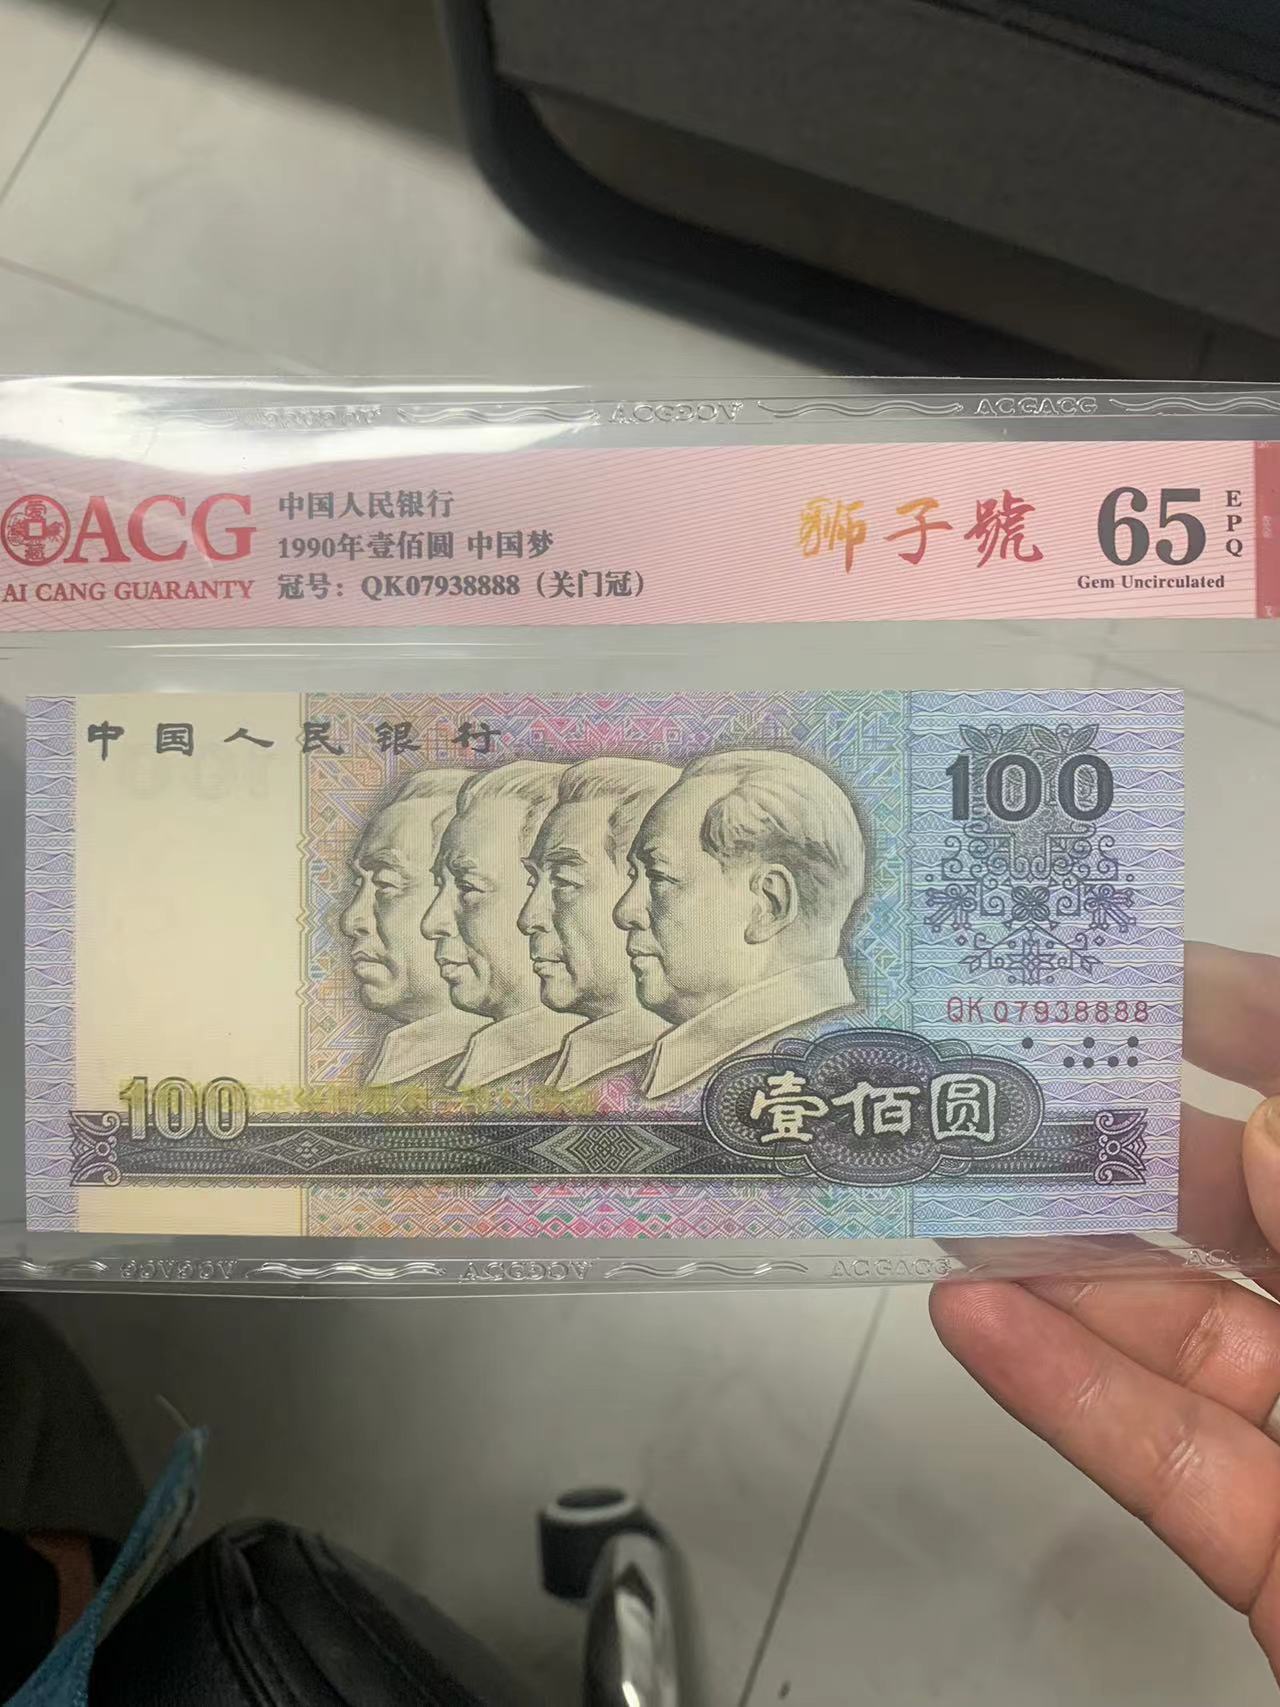 ACGACG
ACG
AI CANG GUARANTY
中国人民银行
1990年壹佰圆 中国梦
冠号：QK07938888（关门冠）
狮子號
65
EPQ
Gem Uncirculated
中国人民银行
100
QK07938888
100
壹佰圆
ACGACG